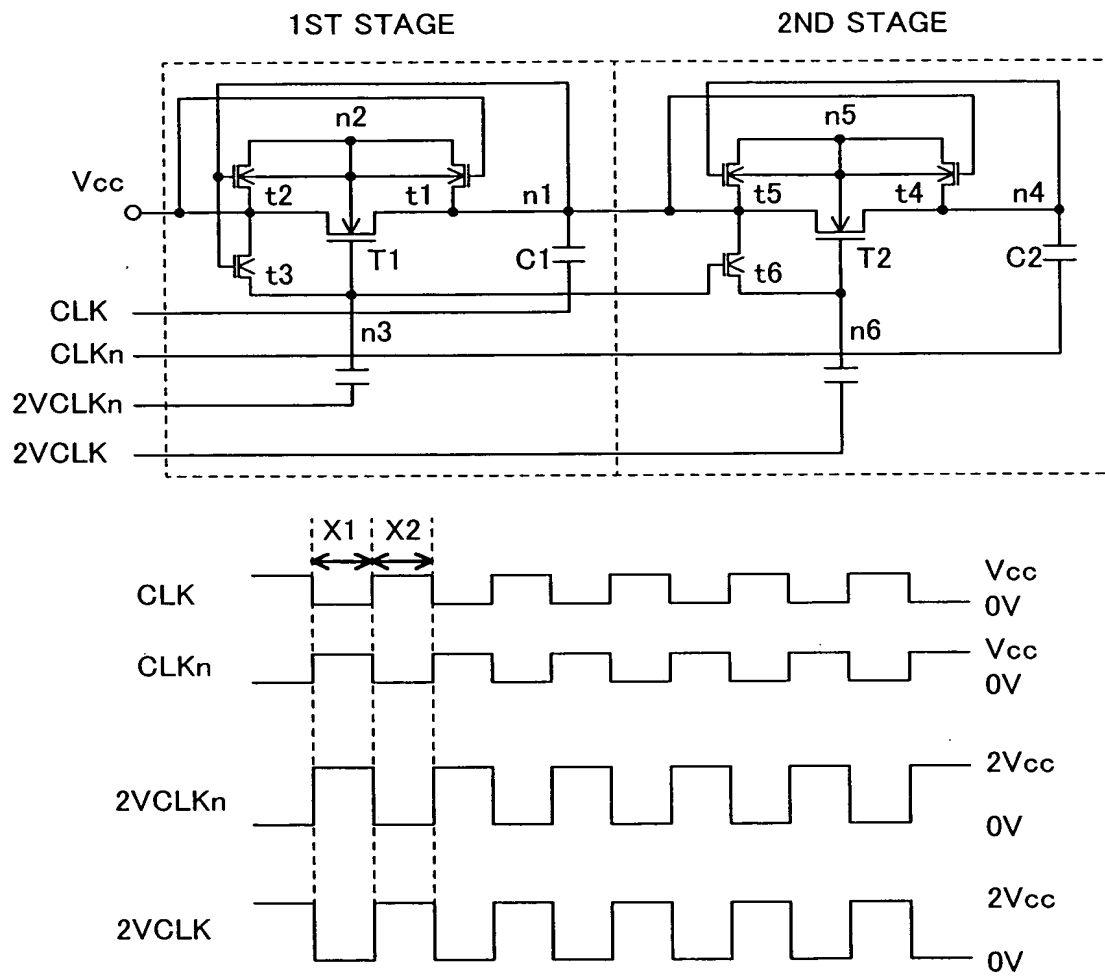 1ST STAGE
2ND STAGE
n2
n5
Vcc
t2
t1
n1
t5
t4
n4
t3
T1
C1
t6
T2
C2
CLK
n3
n6
CLKn
2VCLKn
2VCLK
X1
X2
CLK
Vcc
0V
CLKn
Vcc
0V
2VCLKn
2Vcc
0V
2VCLK
2Vcc
0V